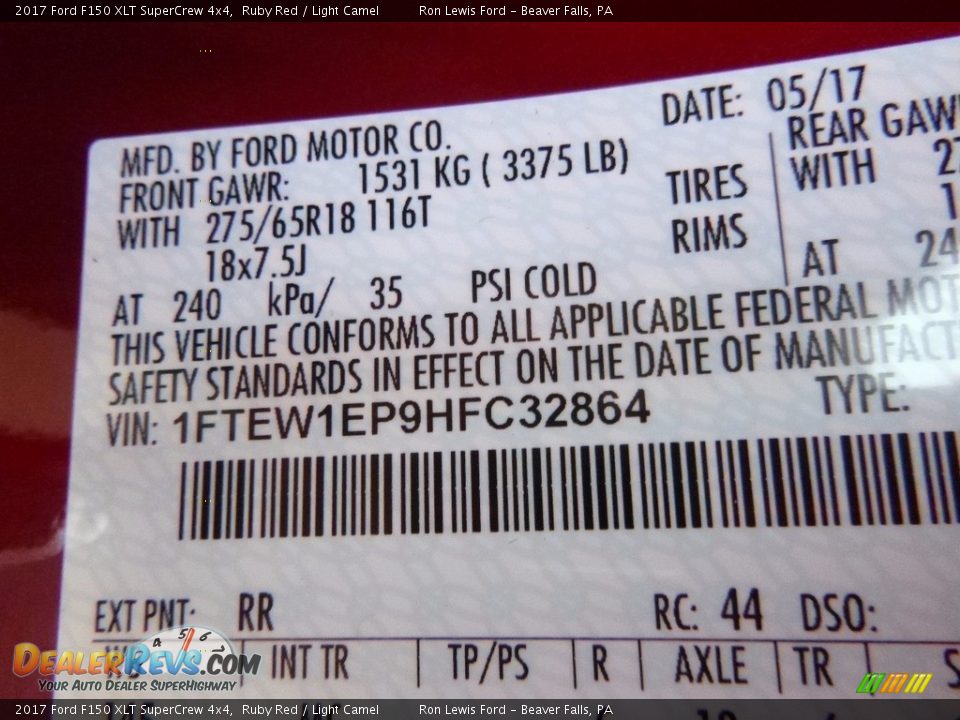 2017 Ford F150 XLT SuperCrew 4x4, Ruby Red / Light Camel Ron Lewis Ford - Beaver Falls, PA
DATE: 05/17
MFD. BY FORD MOTOR CO.
FRONT GAWR: 1531 KG ( 3375 LB)
WITH 275/65R18 116T TIRES
18x7.5J RIMS
AT 240 kPa/ 35 PSI COLD
REAR GAWR
WITH
AT 24
THIS VEHICLE CONFORMS TO ALL APPLICABLE FEDERAL MOT
SAFETY STANDARDS IN EFFECT ON THE DATE OF MANUFACT
VIN: 1FTEW1EP9HFC32864 TYPE:
EXT PNT: RR RC: 44 DSO:
INT TR TP/PS R AXLE TR S
4 5 6
DealerRevs.com
Your Auto Dealer SuperHighway
2017 Ford F150 XLT SuperCrew 4x4, Ruby Red / Light Camel Ron Lewis Ford - Beaver Falls, PA